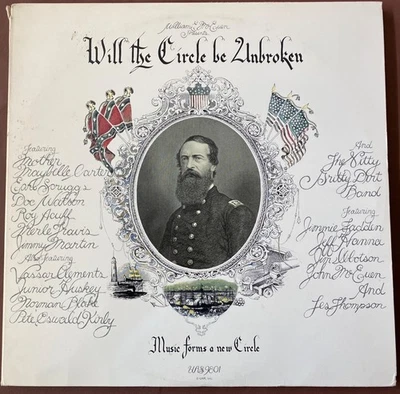 William E. McEuen
Presents
Will the Circle be Unbroken
featuring
Mother
Maybelle Carter
Earl Scruggs
Doc Watson
Roy Acuff
Merle Travis
Jimmy Martin
Also featuring
Vassar Clements
Junior Huskey
Norman Blake
Pete Oswald Kirby
And
The Nitty
Gritty Dirt
Band
featuring
Jimmie Fadden
Jeff Hanna
Jim Ibbotson
John McEuen
And
Les Thompson
Music forms a new Circle
UAS 9801